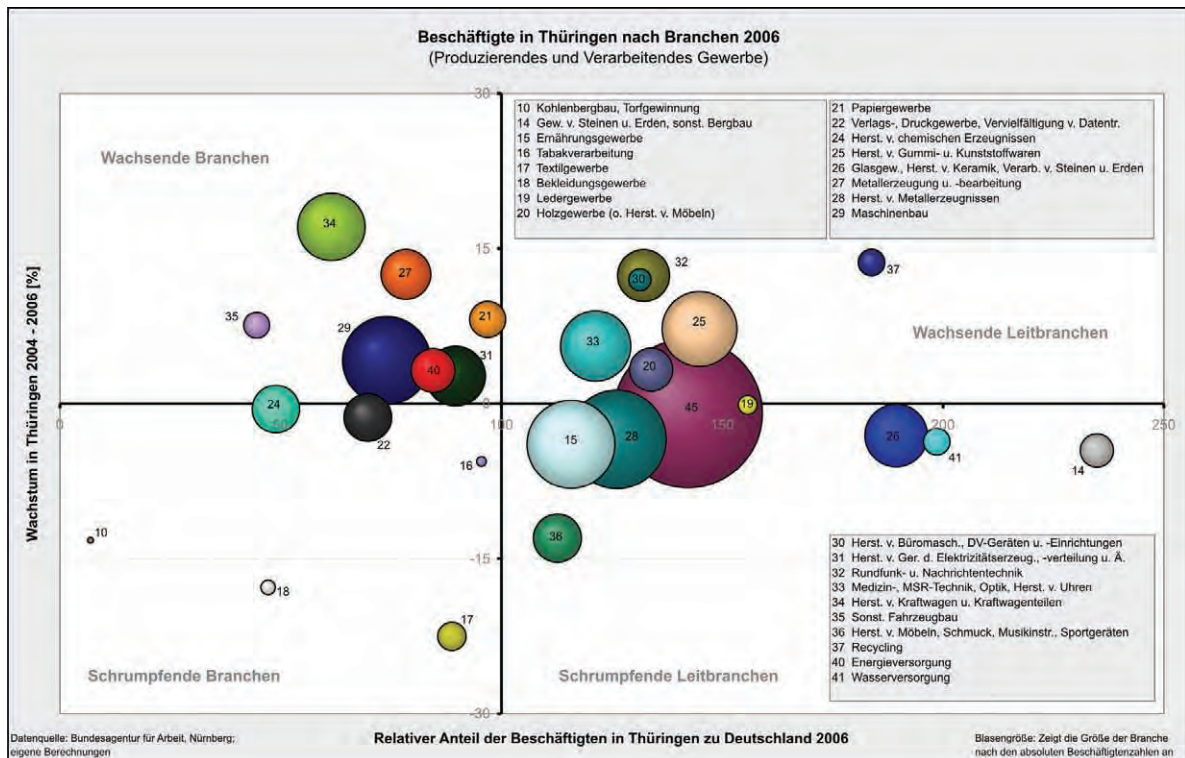 Beschäftigte in Thüringen nach Branchen 2006
(Produzierendes und Verarbeitendes Gewerbe)
Wachstum in Thüringen 2004 - 2006 [%]
30
15
0
-15
-30
0
50
100
150
250
Wachsende Branchen
Wachsende Leitbranchen
Schrumpfende Branchen
Schrumpfende Leitbranchen
10 Kohlenbergbau, Torfgewinnung
14 Gew. v. Steinen u. Erden, sonst. Bergbau
15 Ernährungsgewerbe
16 Tabakverarbeitung
17 Textilgewerbe
18 Bekleidungsgewerbe
19 Ledergewerbe
20 Holzgewerbe (o. Herst. v. Möbeln)
21 Papiergewerbe
22 Verlags-, Druckgewerbe, Vervielfältigung v. Datentr.
24 Herst. v. chemischen Erzeugnissen
25 Herst. v. Gummi- u. Kunststoffwaren
26 Glasgew., Herst. v. Keramik, Verarb. v. Steinen u. Erden
27 Metallerzeugung u. -bearbeitung
28 Herst. v. Metallerzeugnissen
29 Maschinenbau
34
27
35
29
21
40
31
24
22
16
10
18
17
32
30
37
25
33
20
45
19
15
28
26
41
14
36
30 Herst. v. Büromasch., DV-Geräten u. -Einrichtungen
31 Herst. v. Ger. d. Elektrizitätserzeug., -verteilung u. Ä.
32 Rundfunk- u. Nachrichtentechnik
33 Medizin-, MSR-Technik, Optik, Herst. v. Uhren
34 Herst. v. Kraftwagen u. Kraftwagenteilen
35 Sonst. Fahrzeugbau
36 Herst. v. Möbeln, Schmuck, Musikinstr., Sportgeräten
37 Recycling
40 Energieversorgung
41 Wasserversorgung
Datenquelle: Bundesagentur für Arbeit, Nürnberg;
eigene Berechnungen
Relativer Anteil der Beschäftigten in Thüringen zu Deutschland 2006
Blasengröße: Zeigt die Größe der Branche
nach den absoluten Beschäftigtenzahlen an